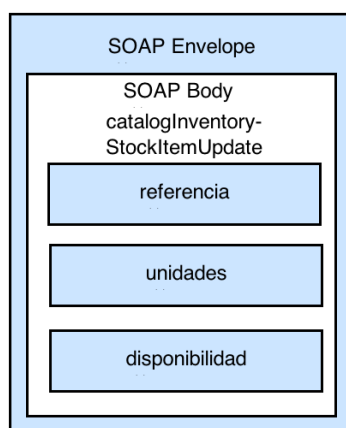 SOAP Envelope
SOAP Body
catalogInventory-
StockItemUpdate
referencia
unidades
disponibilidad